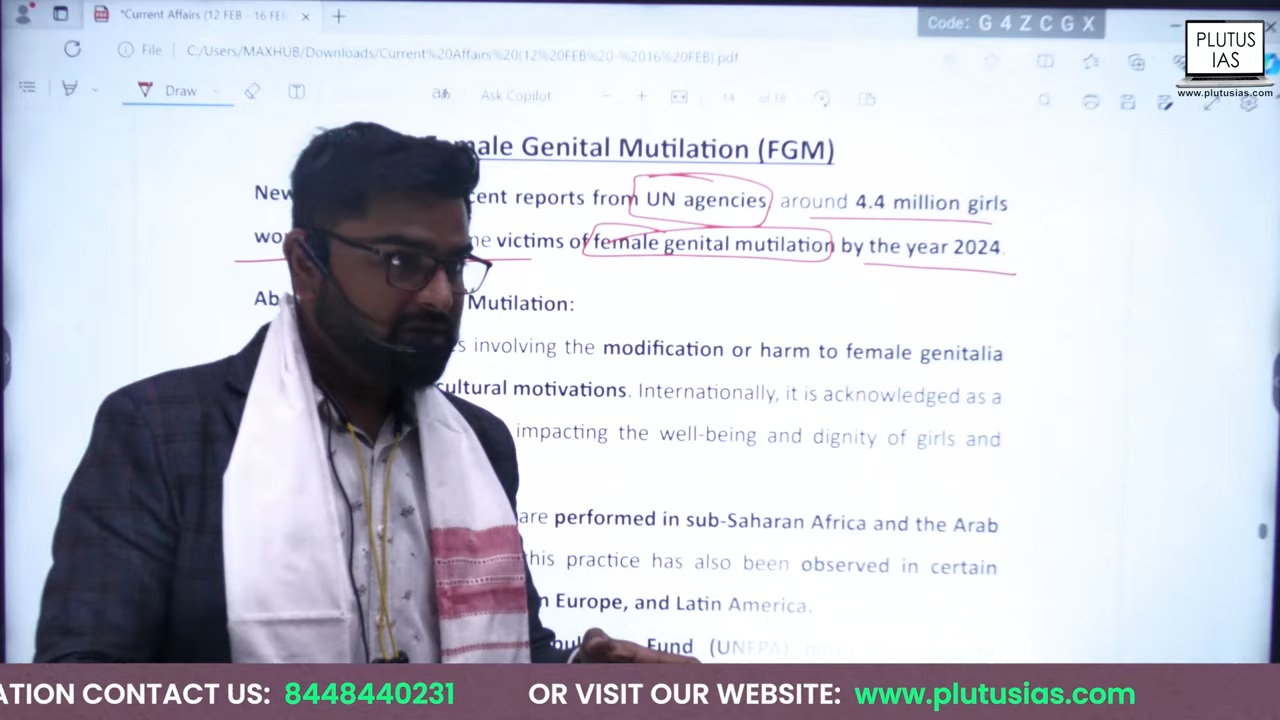 *Current Affairs (12 FEB - 16 FE
Code: G 4 Z C G X
PLUTUS
IAS
www.plutusias.com
File
C:/Users/MAXHUB/Downloads/Current%20Affairs%20(12%20FEB%20-%2016%20FEB).pdf
Draw
Ask Copilot
14 of 18
male Genital Mutilation (FGM)
New
cent reports from UN agencies around 4.4 million girls
wo
victims of female genital mutilation by the year 2024.
Ab
Mutilation:
s involving the modification or harm to female genitalia
cultural motivations. Internationally, it is acknowledged as a
impacting the well-being and dignity of girls and
are performed in sub-Saharan Africa and the Arab
this practice has also been observed in certain
n Europe, and Latin America.
Fund (UNFPA)
ATION CONTACT US: 8448440231 OR VISIT OUR WEBSITE: www.plutusias.com